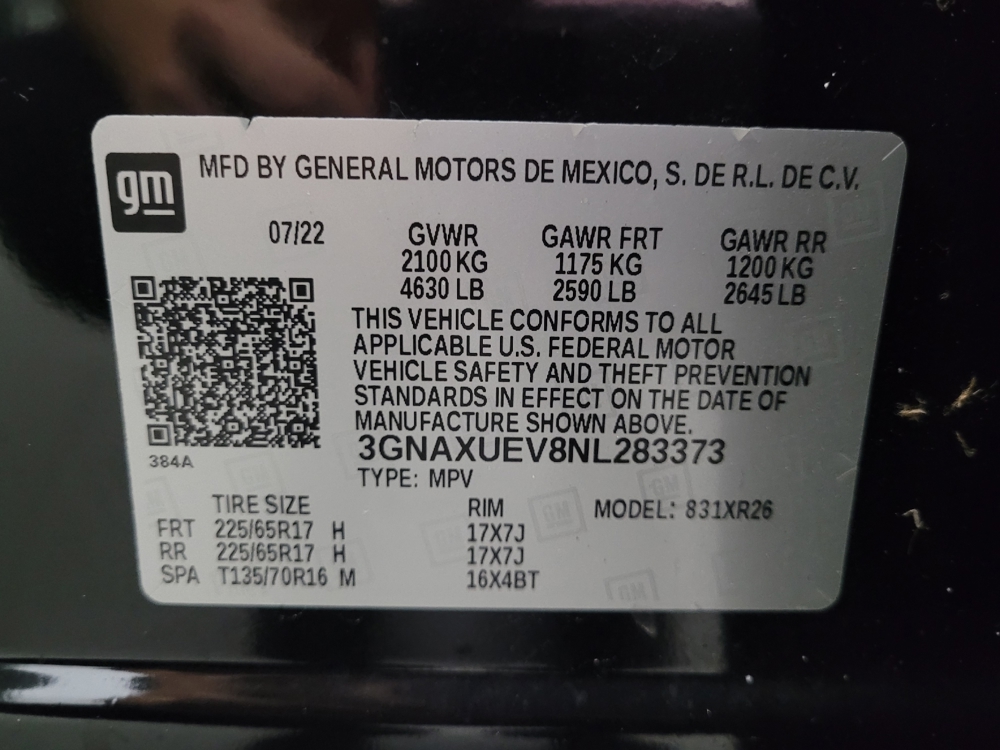 gm
MFD BY GENERAL MOTORS DE MEXICO, S. DE R.L. DE C.V.
07/22 GVWR GAWR FRT GAWR RR
2100 KG 1175 KG 1200 KG
4630 LB 2590 LB 2645 LB
THIS VEHICLE CONFORMS TO ALL
APPLICABLE U.S. FEDERAL MOTOR
VEHICLE SAFETY AND THEFT PREVENTION
STANDARDS IN EFFECT ON THE DATE OF
MANUFACTURE SHOWN ABOVE.
3GNAXUEV8NL283373
384A
TYPE: MPV
TIRE SIZE RIM MODEL: 831XR26
FRT 225/65R17 H 17X7J
RR 225/65R17 H 17X7J
SPA T135/70R16 M 16X4BT